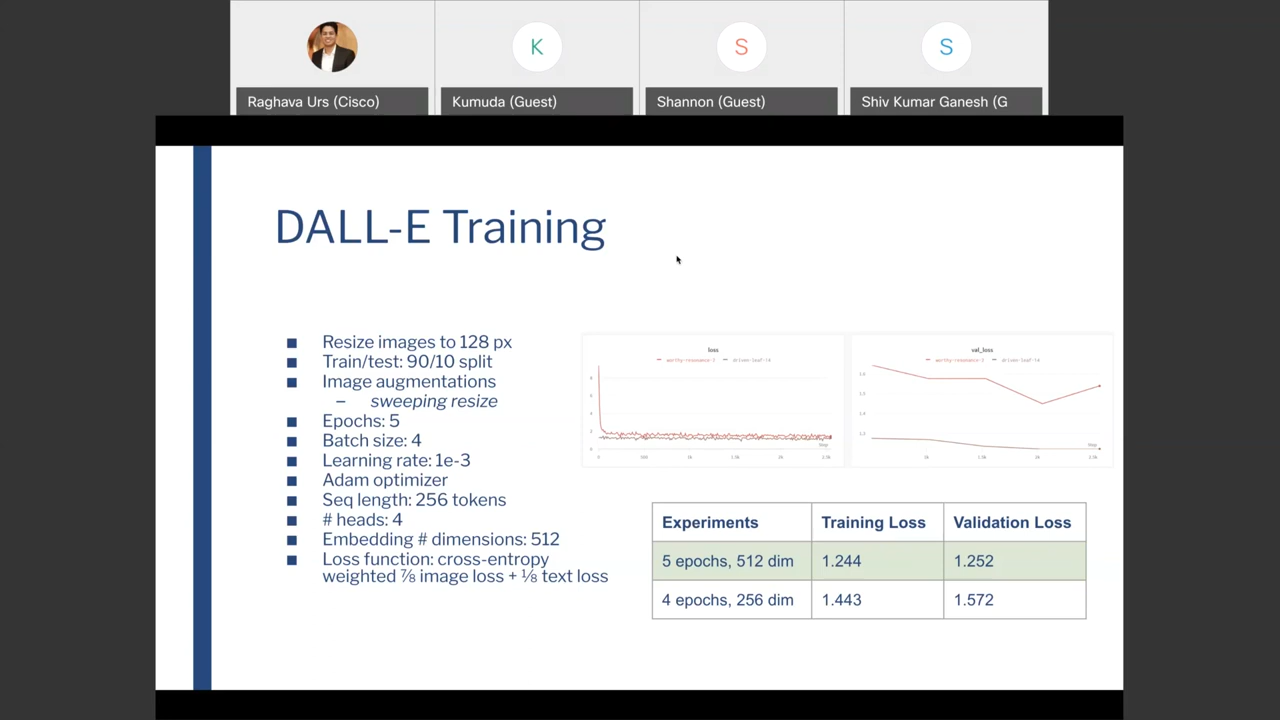 Raghava Urs (Cisco)
K
Kumuda (Guest)
S
Shannon (Guest)
S
Shiv Kumar Ganesh (G
DALL-E Training
■ Resize images to 128 px
■ Train/test: 90/10 split
■ Image augmentations
– sweeping resize
■ Epochs: 5
■ Batch size: 4
■ Learning rate: 1e-3
■ Adam optimizer
■ Seq length: 256 tokens
■ # heads: 4
■ Embedding # dimensions: 512
■ Loss function: cross-entropy
weighted ⅞ image loss + ⅛ text loss
loss
Step
val_loss
Step
Experiments Training Loss Validation Loss
5 epochs, 512 dim 1.244 1.252
4 epochs, 256 dim 1.443 1.572